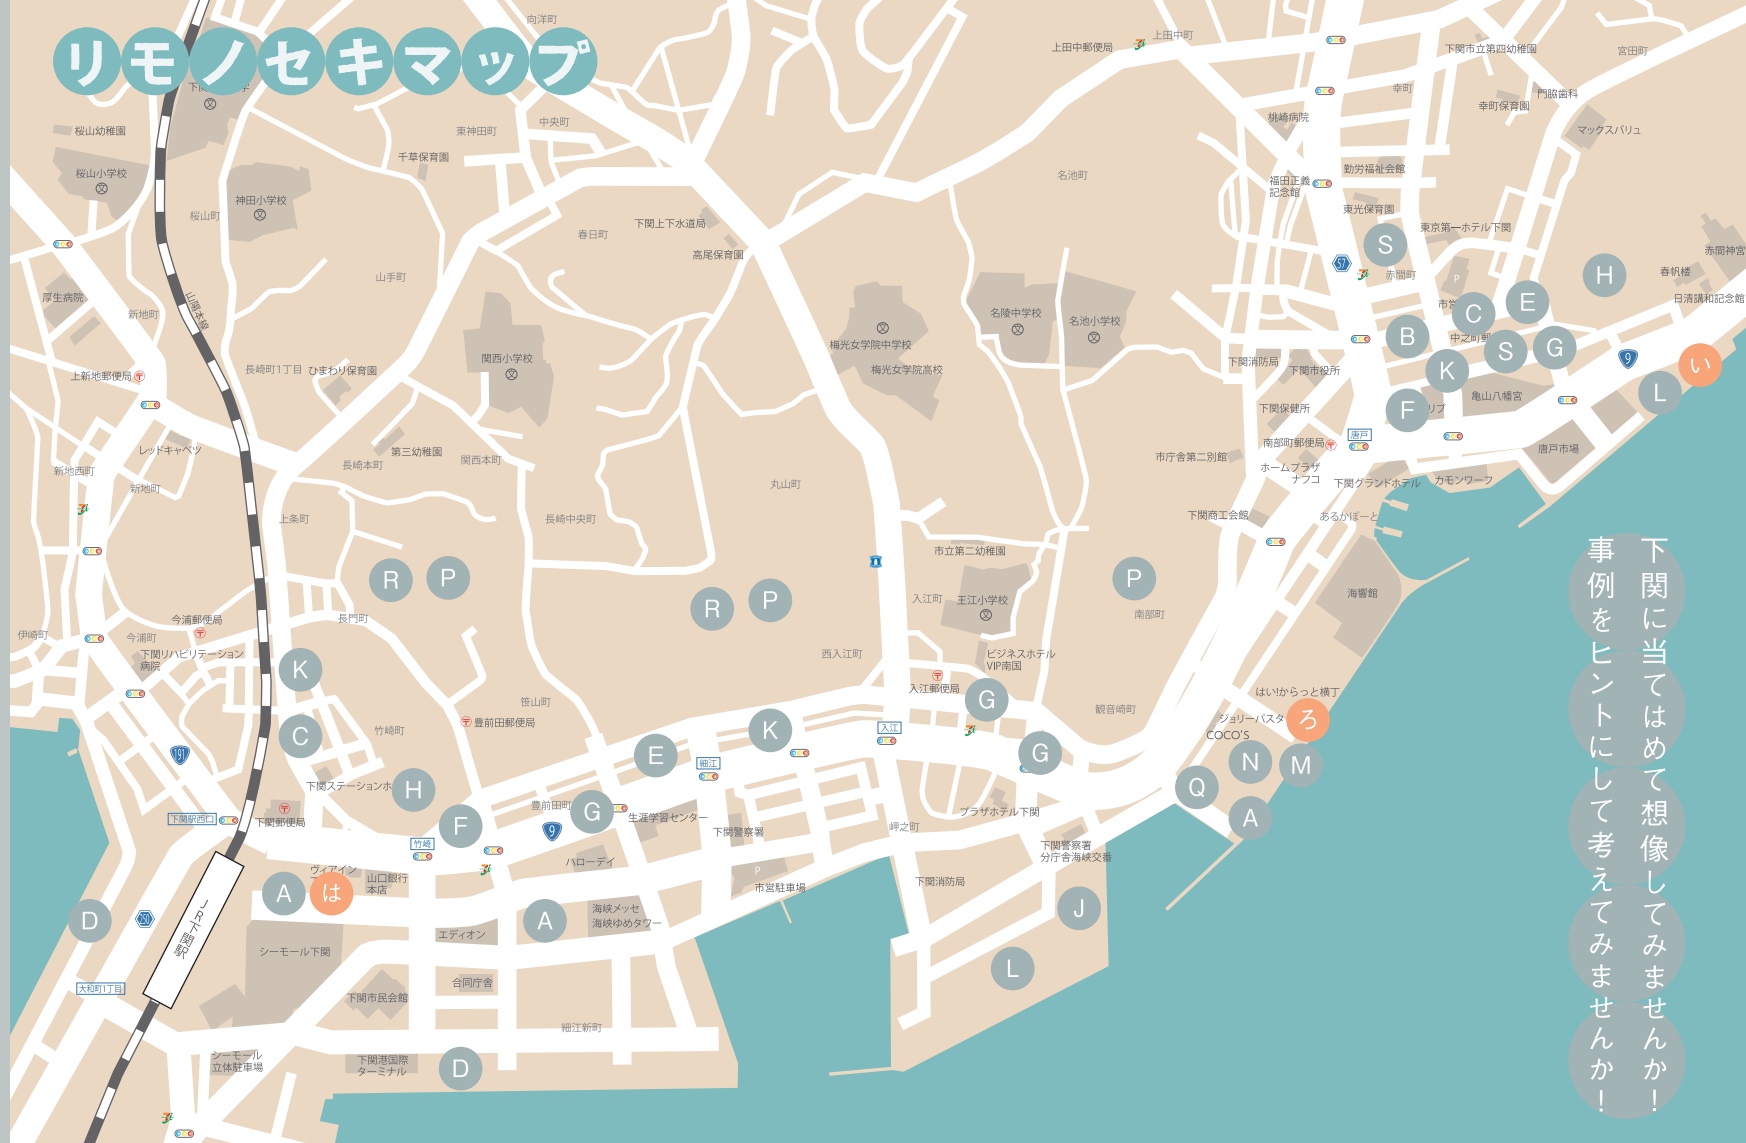 リモノセキマップ
向洋町
上田中町
上田中郵便局
下関市立第四幼稚園
宮田町
幸町
門脇歯科
幸町保育園
マックスバリュ
桃崎病院
桜山幼稚園
中央町
東神田町
千草保育園
桜山小学校
文
神田小学校
文
桜山町
名池町
勤労福祉会館
福田正義
記念館
東光保育園
東京第一ホテル下関
赤間神宮
下関上下水道局
春日町
高尾保育園
山手町
S
57
赤間町
P
H
春帆楼
日清講和記念館
厚生病院
新地町
山陽本線
名陵中学校
文
名池小学校
文
梅光女学院中学校
文
梅光女学院高校
関西小学校
文
市営
C
E
B
中之町郵
S
G
K
9
い
L
亀山八幡宮
F
リブ
下関消防局
下関市役所
下関保健所
長崎町1丁目
ひまわり保育園
上新地郵便局
レッドキャベツ
第三幼稚園
長崎本町
関西本町
新地西町
新地町
唐戸
南部町郵便局
市庁舎第二別館
ホームプラザ
ナフコ
下関グランドホテル
カモンワーフ
唐戸市場
丸山町
上条町
長崎中央町
下関商工会館
あるかぽーと
市立第二幼稚園
R
P
R
P
P
入江町
王江小学校
文
南部町
海響館
長門町
今浦郵便局
伊崎町
今浦町
下関リハビリテーション
病院
K
西入江町
ビジネスホテル
VIP南国
入江郵便局
G
観音崎町
はい!からっと横丁
ジョリーパスタ
ろ
COCO'S
笹山町
豊前田郵便局
竹崎町
C
191
K
入江
E
細江
G
N
M
Q
A
下関ステーションホ
H
下関駅西口
下関郵便局
F
竹崎
9
豊前田町
G
生涯学習センター
下関警察署
プラザホテル下関
岬之町
下関警察署
分庁舎海峡交番
ハローデイ
P
市営駐車場
下関消防局
ヴィアイン
山口銀行
本店
A
は
D
250
JR下関駅
A
海峡メッセ
海峡ゆめタワー
エディオン
シーモール下関
J
L
大和町1丁目
合同庁舎
下関市民会館
細江新町
シーモール
立体駐車場
下関港国際
ターミナル
D
下関に当てはめて想像してみませんか！
事例をヒントにして考えてみませんか！